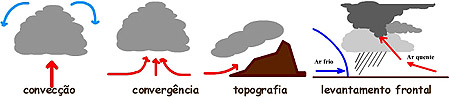 Ar frio
Ar quente
convecção
convergência
topografia
levantamento frontal